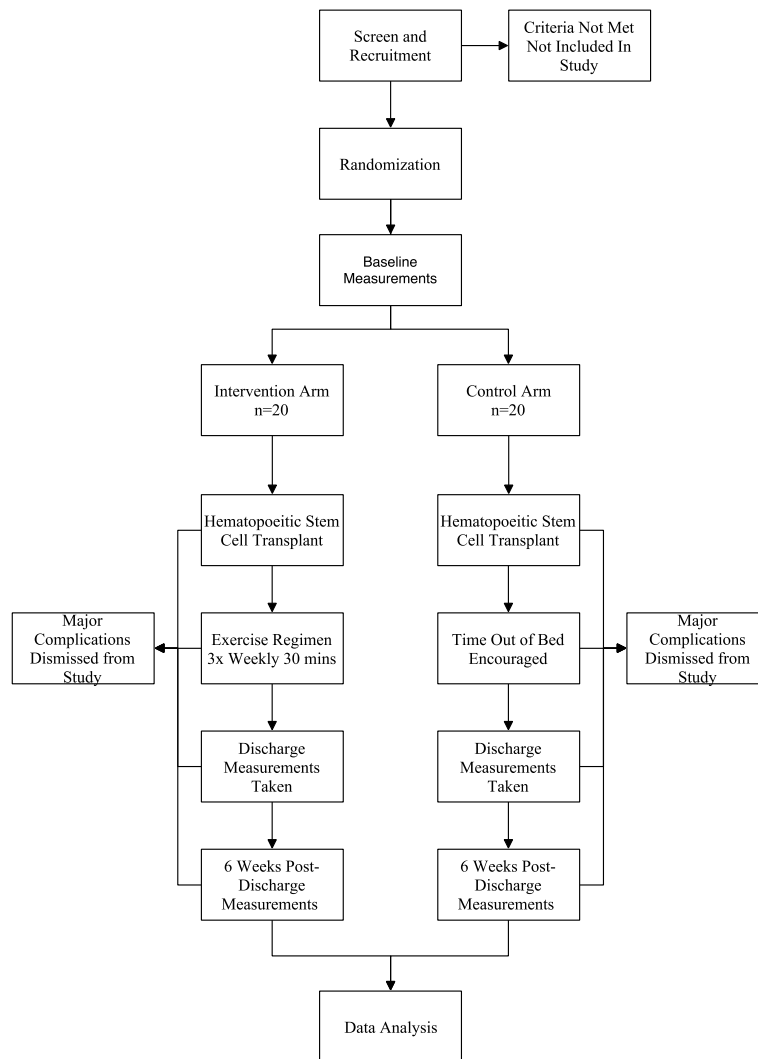 Screen and
Recruitment
Criteria Not Met
Not Included In
Study
Randomization
Baseline
Measurements
Intervention Arm
n=20
Control Arm
n=20
Hematopoeitic Stem
Cell Transplant
Hematopoeitic Stem
Cell Transplant
Major
Complications
Dismissed from
Study
Exercise Regimen
3x Weekly 30 mins
Time Out of Bed
Encouraged
Major
Complications
Dismissed from
Study
Discharge
Measurements
Taken
Discharge
Measurements
Taken
6 Weeks Post-
Discharge
Measurements
6 Weeks Post-
Discharge
Measurements
Data Analysis